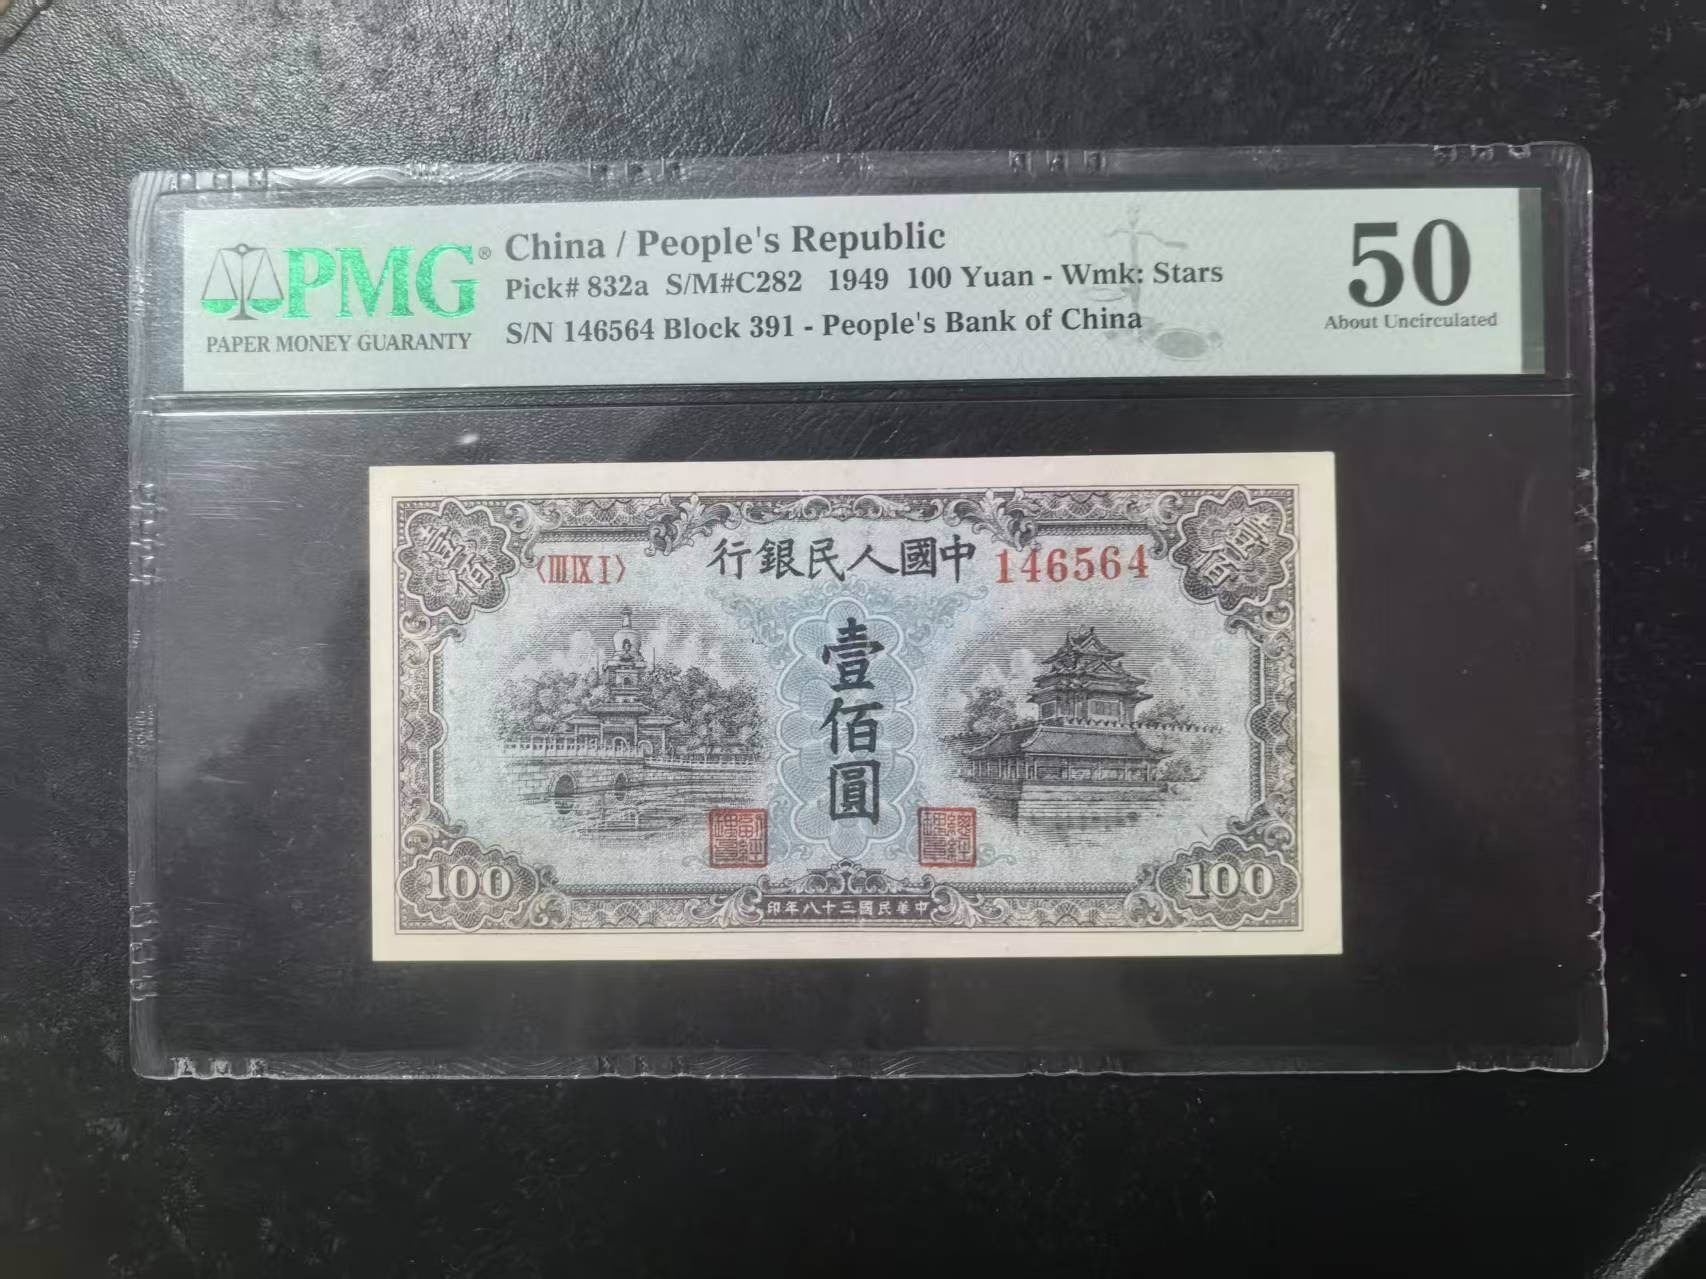 PMG®
PAPER MONEY GUARANTY
China / People's Republic
Pick# 832a S/M#C282 1949 100 Yuan - Wmk: Stars
S/N 146564 Block 391 - People's Bank of China
50
About Uncirculated
壹佰
〈III IX I〉
行銀民人國中
146564
壹佰
壹佰圓
100
印年八十三國民華中
100